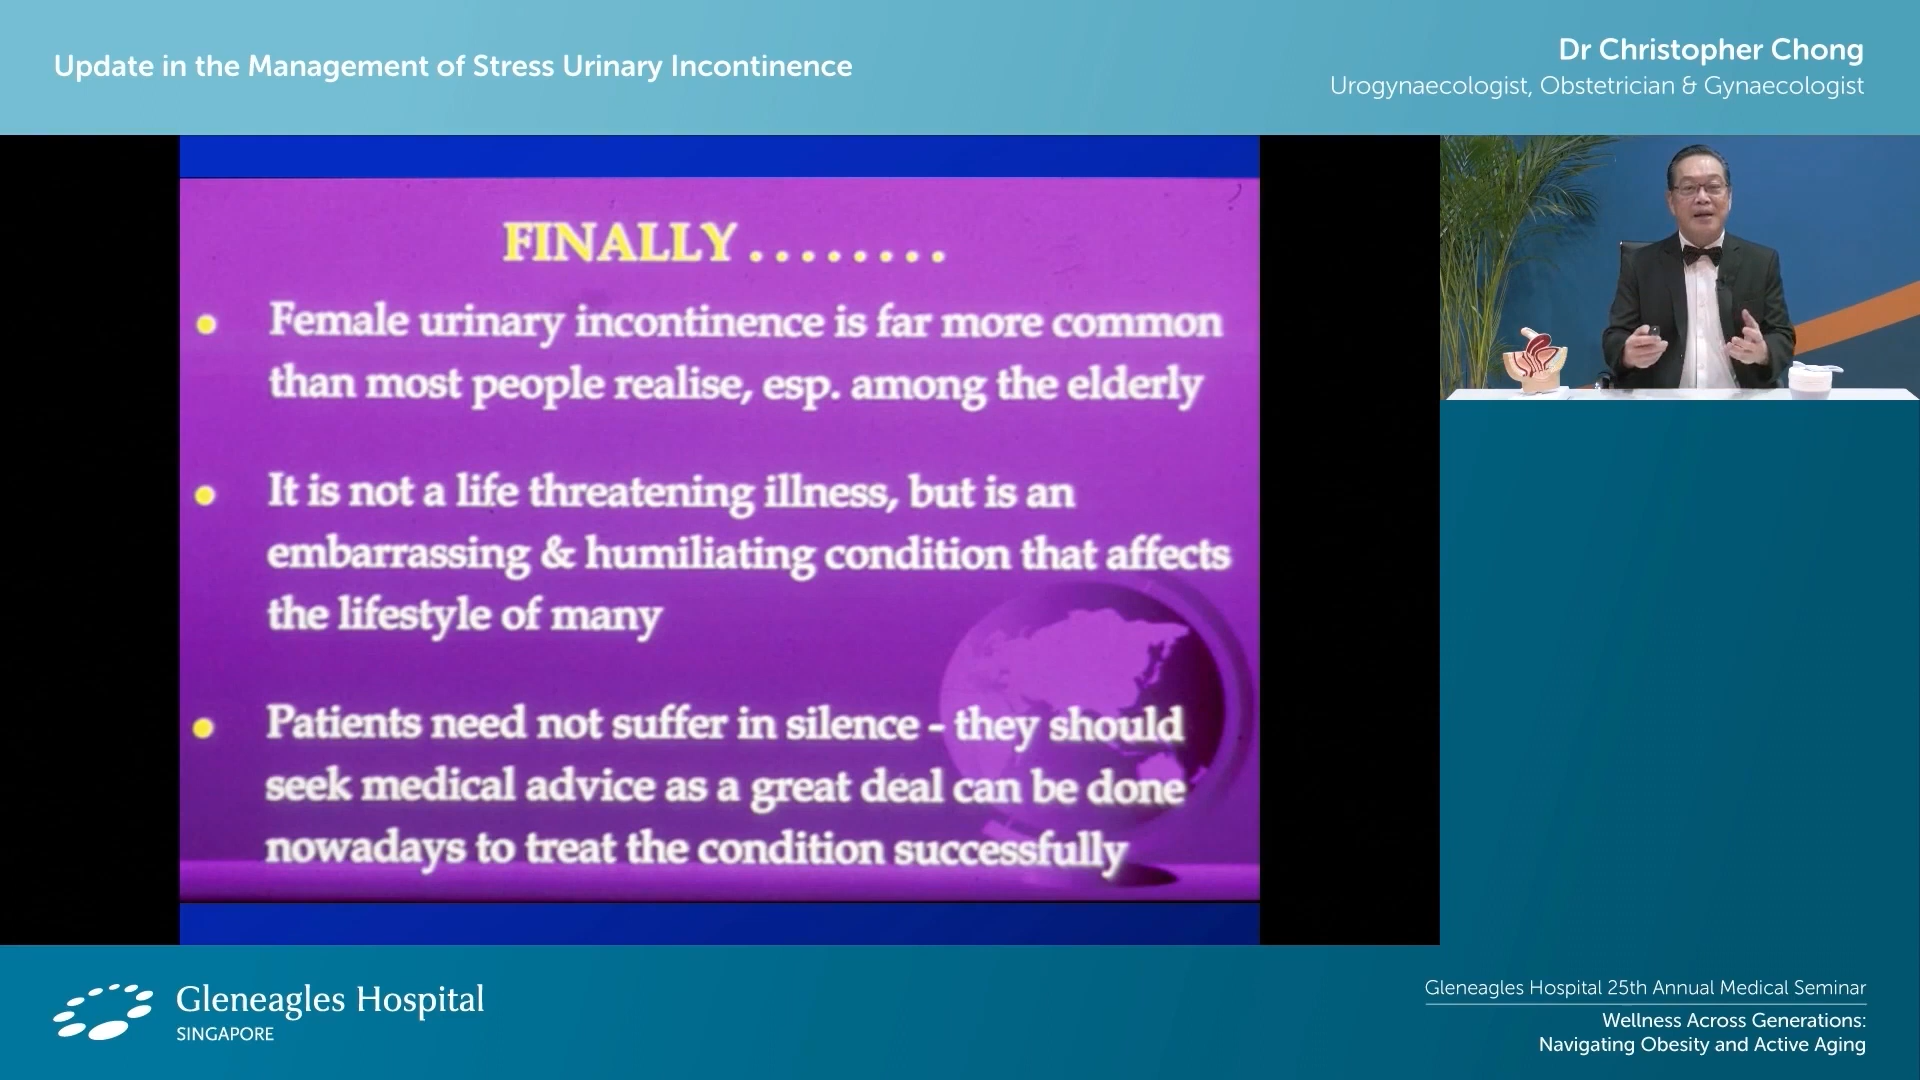 Update in the Management of Stress Urinary Incontinence
Dr Christopher Chong
Urogynaecologist, Obstetrician & Gynaecologist
FINALLY........
• Female urinary incontinence is far more common
than most people realise, esp. among the elderly
• It is not a life threatening illness, but is an
embarrassing & humiliating condition that affects
the lifestyle of many
• Patients need not suffer in silence - they should
seek medical advice as a great deal can be done
nowadays to treat the condition successfully
Gleneagles Hospital
SINGAPORE
Gleneagles Hospital 25th Annual Medical Seminar
Wellness Across Generations:
Navigating Obesity and Active Aging